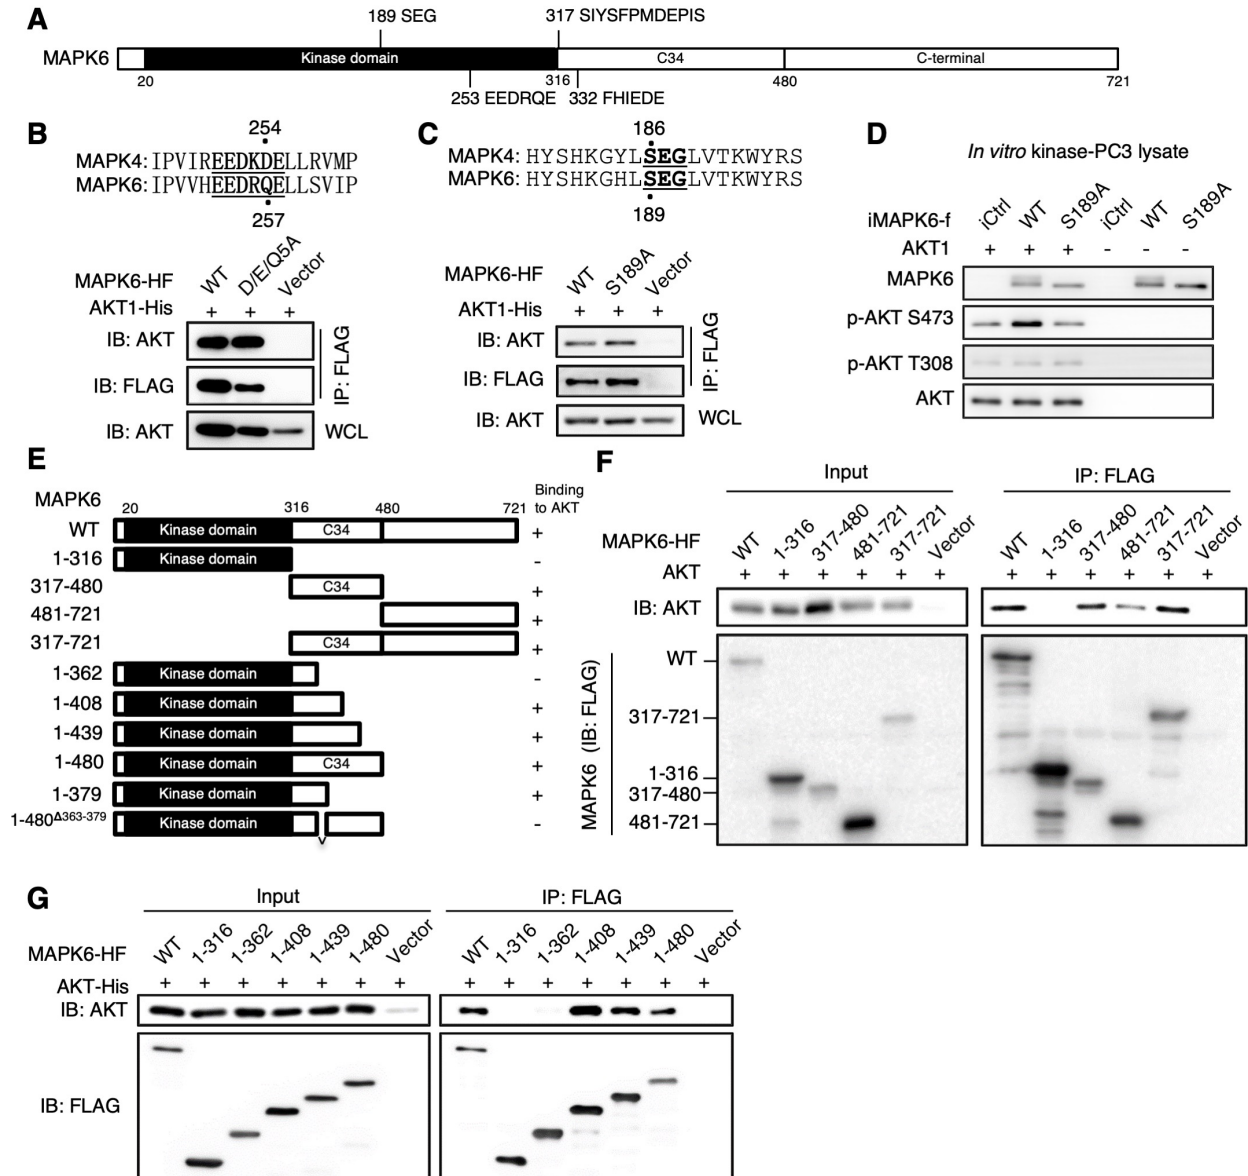 A
189 SEG
317 SIYSFPMDEPIS
MAPK6
Kinase domain
C34
C-terminal
20
316
480
721
253 EEDRQE
332 FHIEDE
B
254
MAPK4: IPVIREEDKDELLRVMP
MAPK6: IPVVHEEDRQELLSVIP
257
MAPK6-HF
WT
D/E/Q5A
Vector
AKT1-His + + +
IB: AKT
IB: FLAG
IP: FLAG
IB: AKT
WCL
C
186
MAPK4: HYSHKGYLSEGLVTKWYRS
MAPK6: HYSHKGHLSEGLVTKWYRS
189
MAPK6-HF
WT
S189A
Vector
AKT1-His + + +
IB: AKT
IB: FLAG
IP: FLAG
IB: AKT
WCL
D
In vitro kinase-PC3 lysate
iMAPK6-f
iCtrl
WT
S189A
iCtrl
WT
S189A
AKT1 + + + - - -
MAPK6
p-AKT S473
p-AKT T308
AKT
E
MAPK6
20
316
480
721
Binding
to AKT
WT Kinase domain C34 +
1-316 Kinase domain -
317-480 C34 +
481-721 +
317-721 C34 +
1-362 Kinase domain -
1-408 Kinase domain +
1-439 Kinase domain +
1-480 Kinase domain C34 +
1-379 Kinase domain +
1-480Δ363-379 Kinase domain -
F
Input
IP: FLAG
MAPK6-HF
WT
1-316
317-480
481-721
317-721
Vector
WT
1-316
317-480
481-721
317-721
Vector
AKT + + + + + + + + + + + +
IB: AKT
MAPK6 (IB: FLAG)
WT
317-721
1-316
317-480
481-721
G
Input
IP: FLAG
MAPK6-HF
WT
1-316
1-362
1-408
1-439
1-480
Vector
WT
1-316
1-362
1-408
1-439
1-480
Vector
AKT-His + + + + + + + + + + + + + +
IB: AKT
IB: FLAG